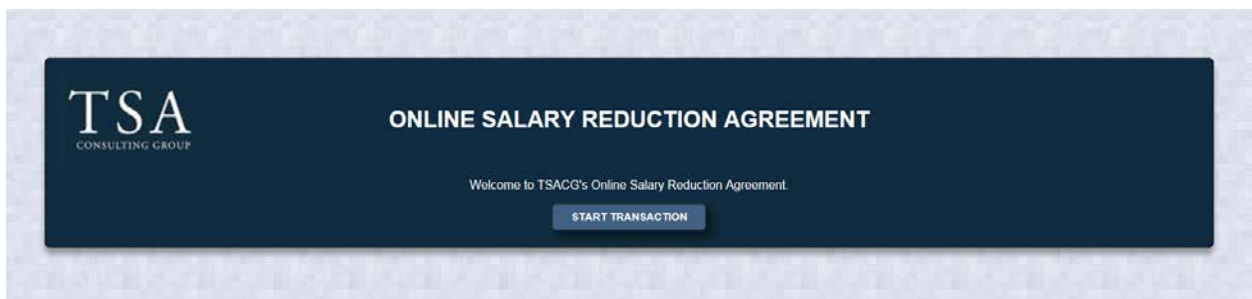 TSA
CONSULTING GROUP
ONLINE SALARY REDUCTION AGREEMENT
Welcome to TSACG's Online Salary Reduction Agreement.
START TRANSACTION